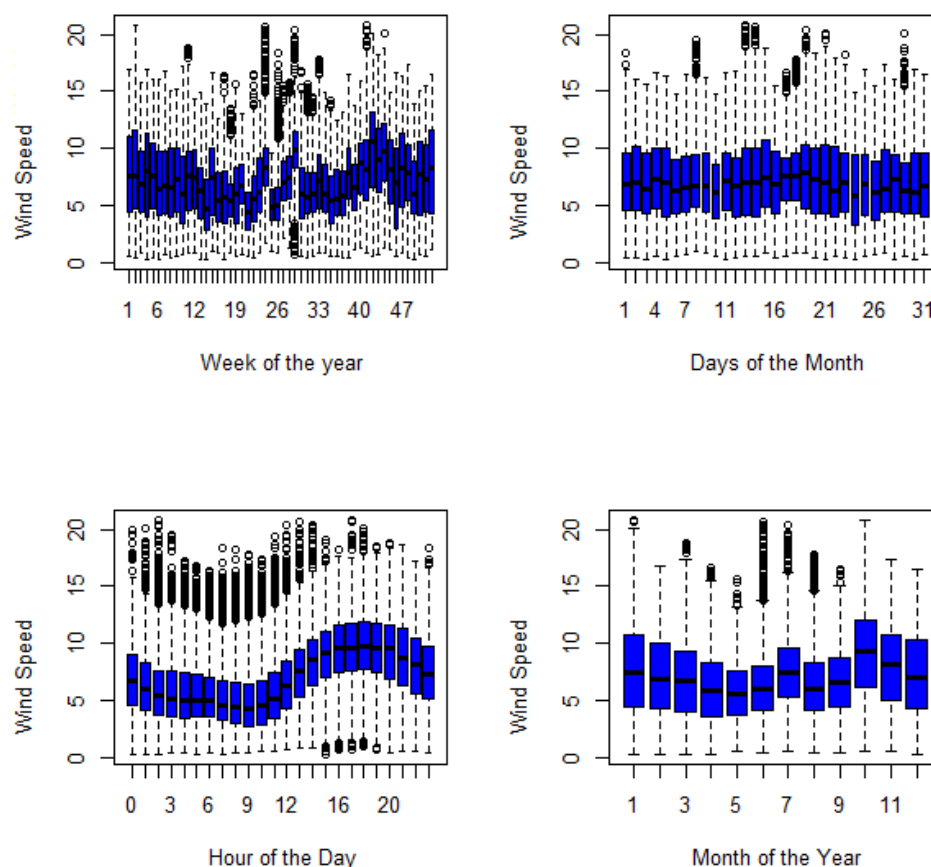 Wind Speed
20
15
10
5
0
1 6 12 19 26 33 40 47
Week of the year
Wind Speed
20
15
10
5
0
1 4 7 13 16 21 26 31
Days of the Month
Wind Speed
20
15
10
5
0
0 3 6 9 12 16 20
Hour of the Day
Wind Speed
20
15
10
5
0
1 3 5 7 9 11
Month of the Year